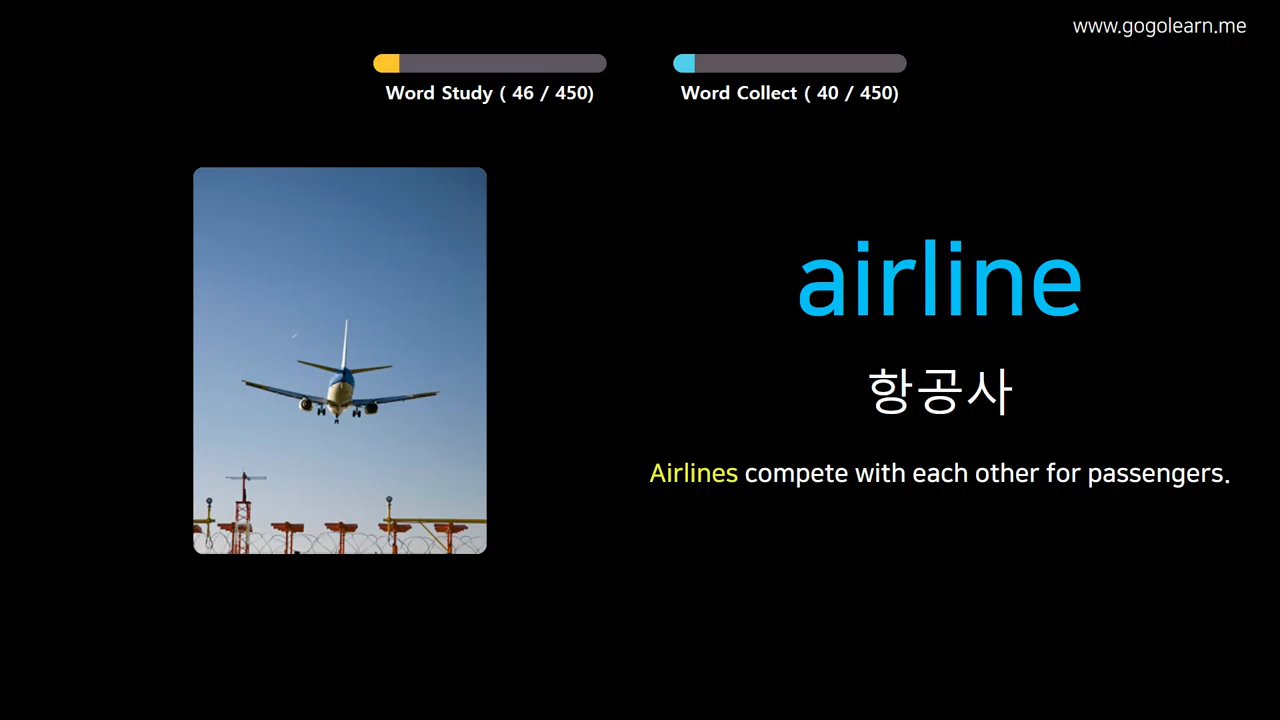 www.gogolearn.me
Word Study ( 46 / 450)
Word Collect ( 40 / 450)
airline
항공사
Airlines compete with each other for passengers.